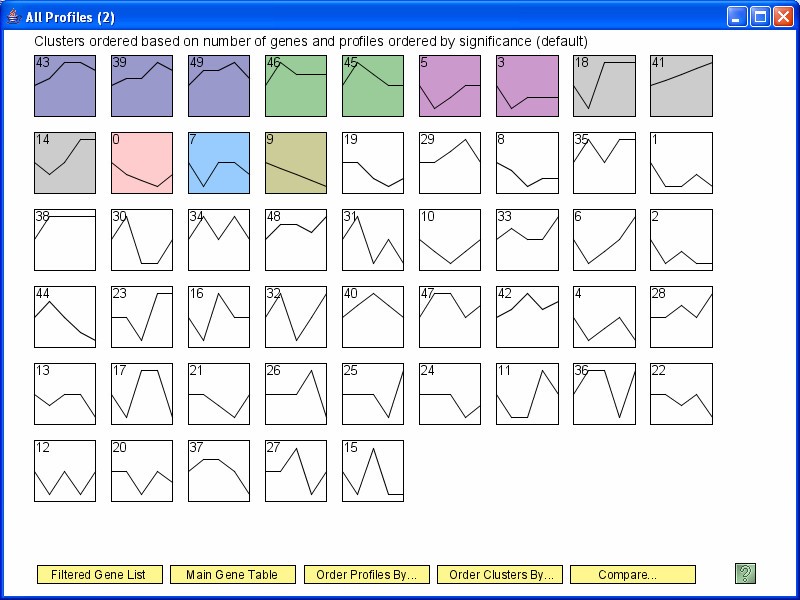 All Profiles (2)
Clusters ordered based on number of genes and profiles ordered by significance (default)
43 39 49 46 45 5 3 18 41
14 0 7 9 19 29 8 35 1
38 30 34 48 31 10 33 6 2
44 23 16 32 40 47 42 4 28
13 17 21 26 25 24 11 36 22
12 20 37 27 15
Filtered Gene List Main Gene Table Order Profiles By... Order Clusters By... Compare... ?